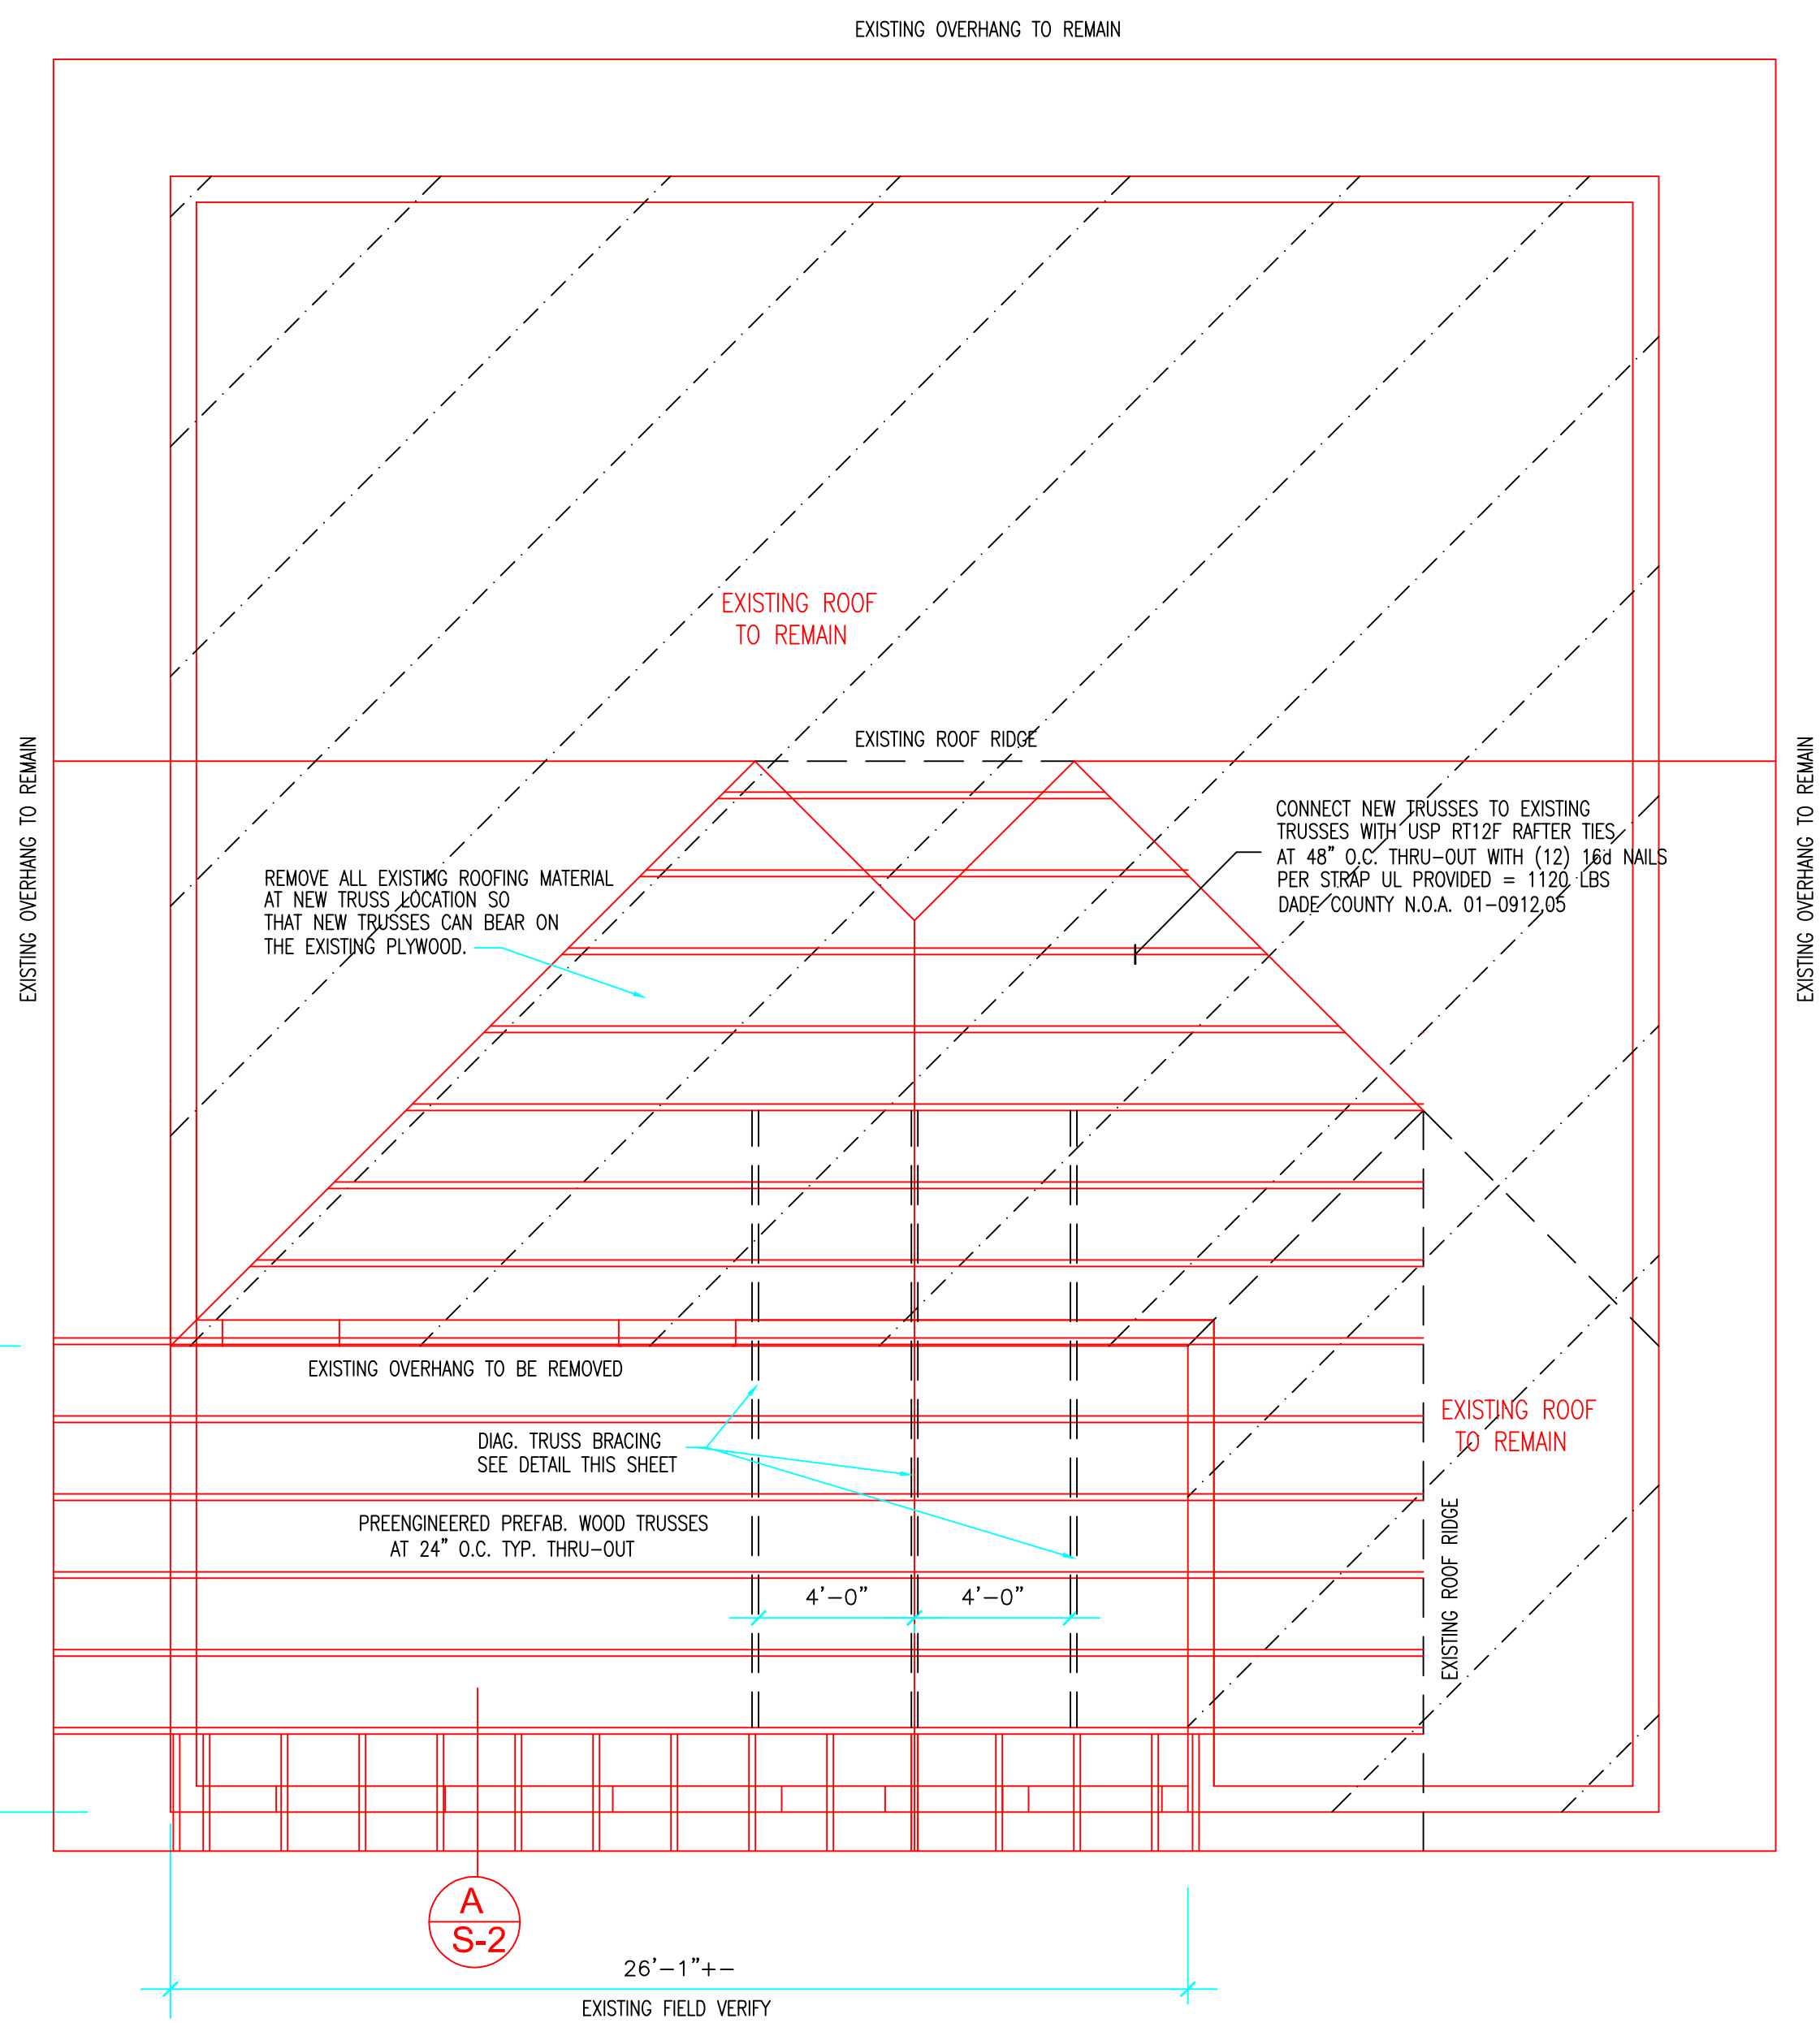 EXISTING OVERHANG TO REMAIN
EXISTING ROOF
TO REMAIN
EXISTING ROOF RIDGE
EXISTING OVERHANG TO REMAIN
EXISTING OVERHANG TO REMAIN
CONNECT NEW TRUSSES TO EXISTING
TRUSSES WITH USP RT12F RAFTER TIES
AT 48" O.C. THRU-OUT WITH (12) 16d NAILS
PER STRAP UL PROVIDED = 1120 LBS
DADE COUNTY N.O.A. 01-0912.05
REMOVE ALL EXISTING ROOFING MATERIAL
AT NEW TRUSS LOCATION SO
THAT NEW TRUSSES CAN BEAR ON
THE EXISTING PLYWOOD.
EXISTING OVERHANG TO BE REMOVED
EXISTING ROOF
TO REMAIN
DIAG. TRUSS BRACING
SEE DETAIL THIS SHEET
PREENGINEERED PREFAB. WOOD TRUSSES
AT 24" O.C. TYP. THRU-OUT
EXISTING ROOF RIDGE
4'-0"
4'-0"
A
S-2
26'-1"+-
EXISTING FIELD VERIFY